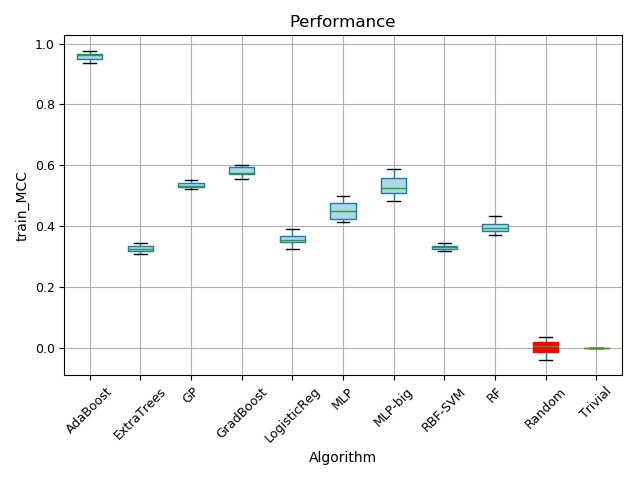 Performance
train_MCC
1.0
0.8
0.6
0.4
0.2
0.0
AdaBoost
ExtraTrees
GP
GradBoost
LogisticReg
MLP
MLP-big
RBF-SVM
RF
Random
Trivial
Algorithm